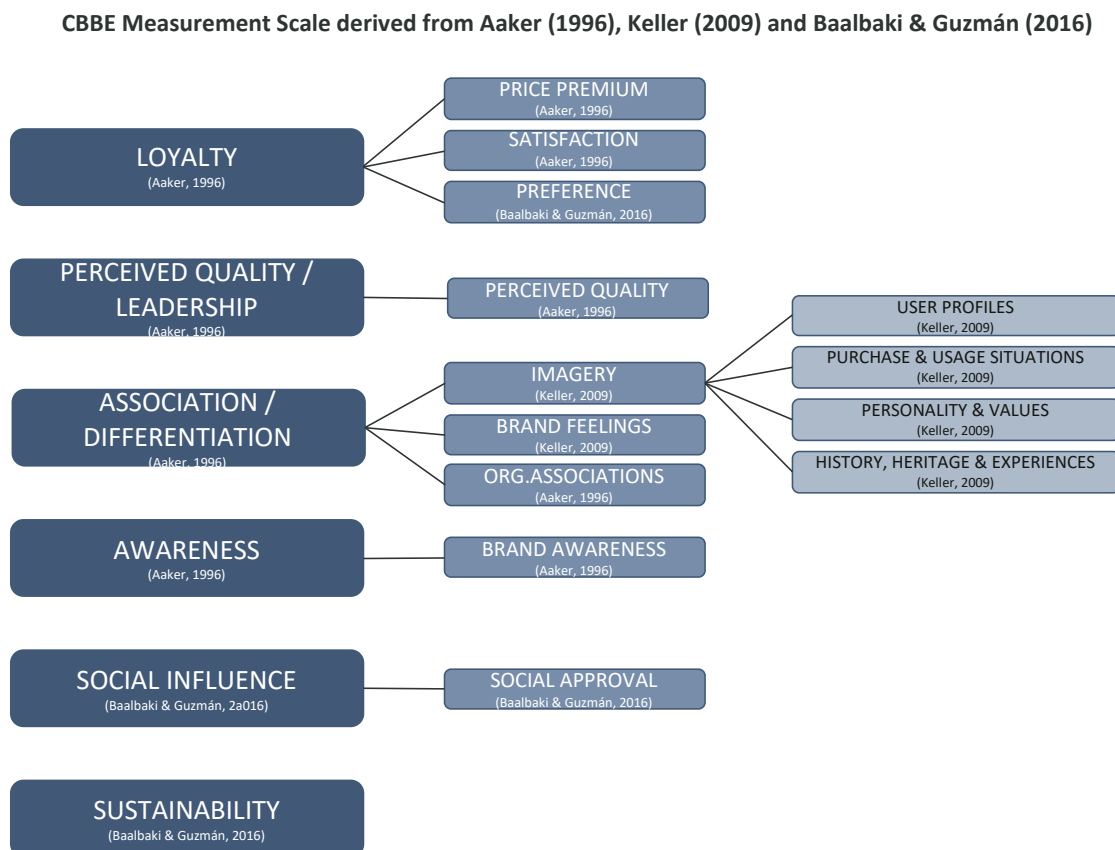 CBBE Measurement Scale derived from Aaker (1996), Keller (2009) and Baalbaki & Guzmán (2016)
LOYALTY
(Aaker, 1996)
PRICE PREMIUM
(Aaker, 1996)
SATISFACTION
(Aaker, 1996)
PREFERENCE
(Baalbaki & Guzmán, 2016)
PERCEIVED QUALITY /
LEADERSHIP
(Aaker, 1996)
PERCEIVED QUALITY
(Aaker, 1996)
ASSOCIATION /
DIFFERENTIATION
(Aaker, 1996)
IMAGERY
(Keller, 2009)
USER PROFILES
(Keller, 2009)
PURCHASE & USAGE SITUATIONS
(Keller, 2009)
PERSONALITY & VALUES
(Keller, 2009)
HISTORY, HERITAGE & EXPERIENCES
(Keller, 2009)
BRAND FEELINGS
(Keller, 2009)
ORG.ASSOCIATIONS
(Aaker, 1996)
AWARENESS
(Aaker, 1996)
BRAND AWARENESS
(Aaker, 1996)
SOCIAL INFLUENCE
(Baalbaki & Guzmán, 2a016)
SOCIAL APPROVAL
(Baalbaki & Guzmán, 2016)
SUSTAINABILITY
(Baalbaki & Guzmán, 2016)